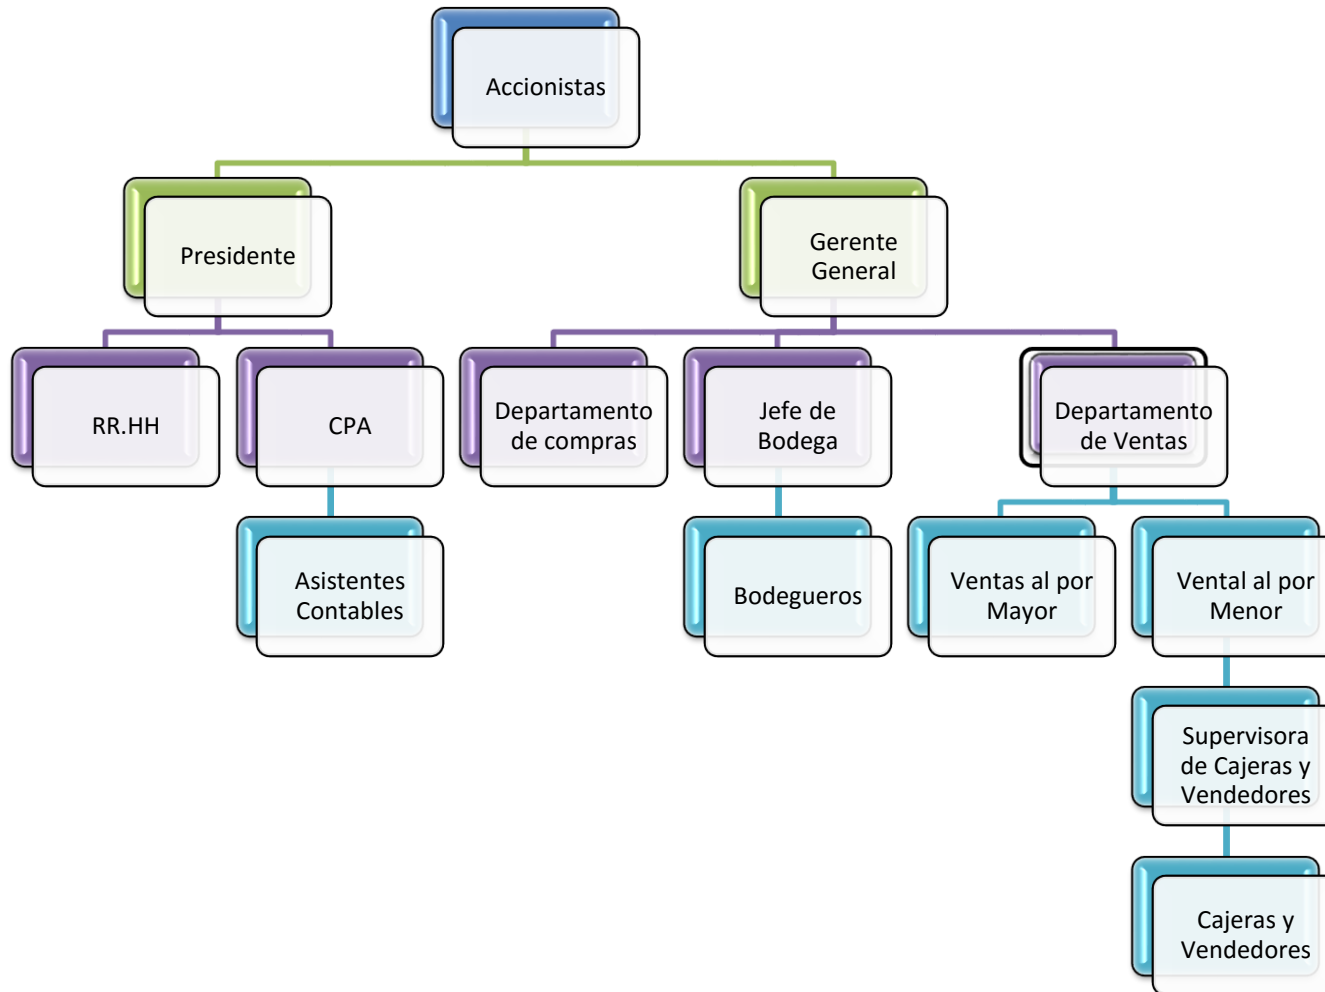 Accionistas
Presidente
Gerente
General
RR.HH
CPA
Departamento
de compras
Jefe de
Bodega
Departamento
de Ventas
Asistentes
Contables
Bodegueros
Ventas al por
Mayor
Vental al por
Menor
Supervisora
de Cajeras y
Vendedores
Cajeras y
Vendedores